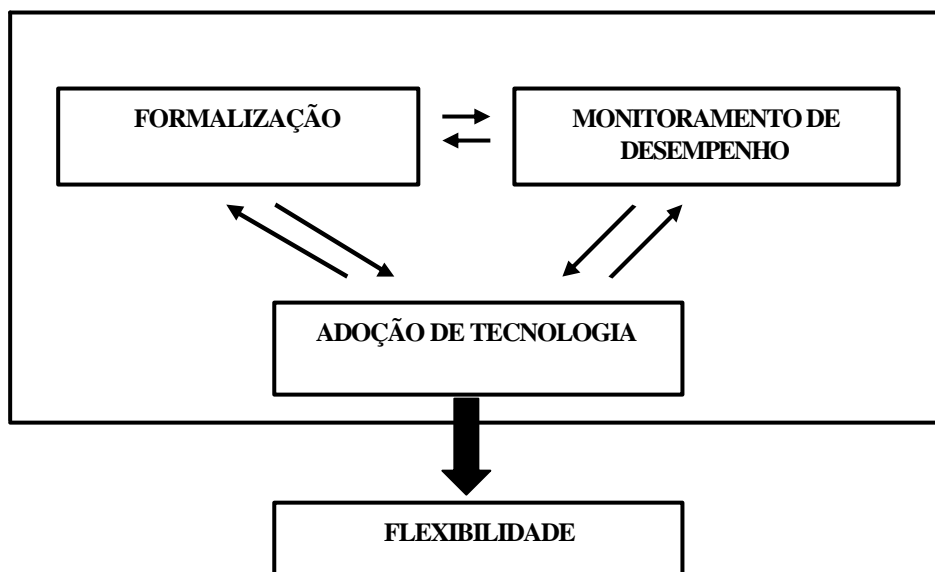 FORMALIZAÇÃO
MONITORAMENTO DE
DESEMPENHO
ADOÇÃO DE TECNOLOGIA
FLEXIBILIDADE